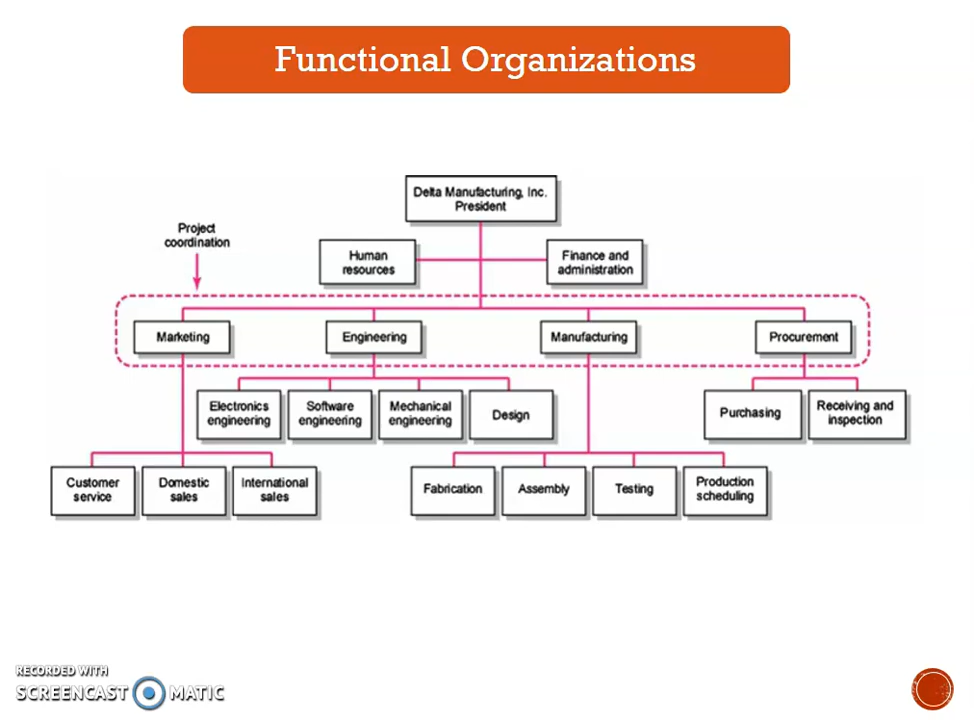 Functional Organizations
Delta Manufacturing, Inc.
President
Project
coordination
Human
resources
Finance and
administration
Marketing
Engineering
Manufacturing
Procurement
Electronics
engineering
Software
engineering
Mechanical
engineering
Design
Purchasing
Receiving and
inspection
Customer
service
Domestic
sales
International
sales
Fabrication
Assembly
Testing
Production
scheduling
RECORDED WITH
SCREENCAST MATIC